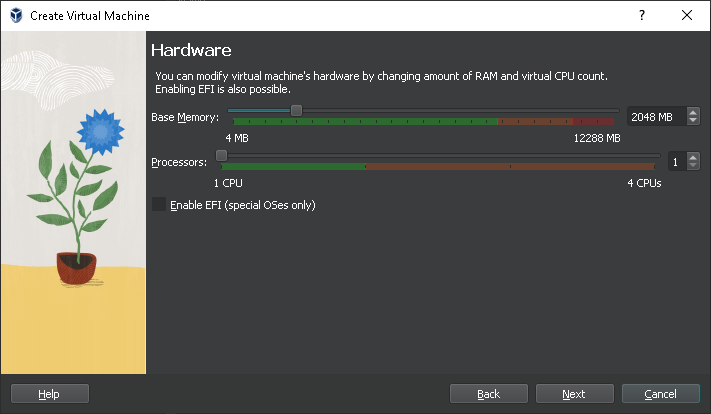 Create Virtual Machine
?
Hardware
You can modify virtual machine's hardware by changing amount of RAM and virtual CPU count.
Enabling EFI is also possible.
Base Memory: 2048 MB
4 MB 12288 MB
Processors: 1
1 CPU 4 CPUs
Enable EFI (special OSes only)
Help Back Next Cancel